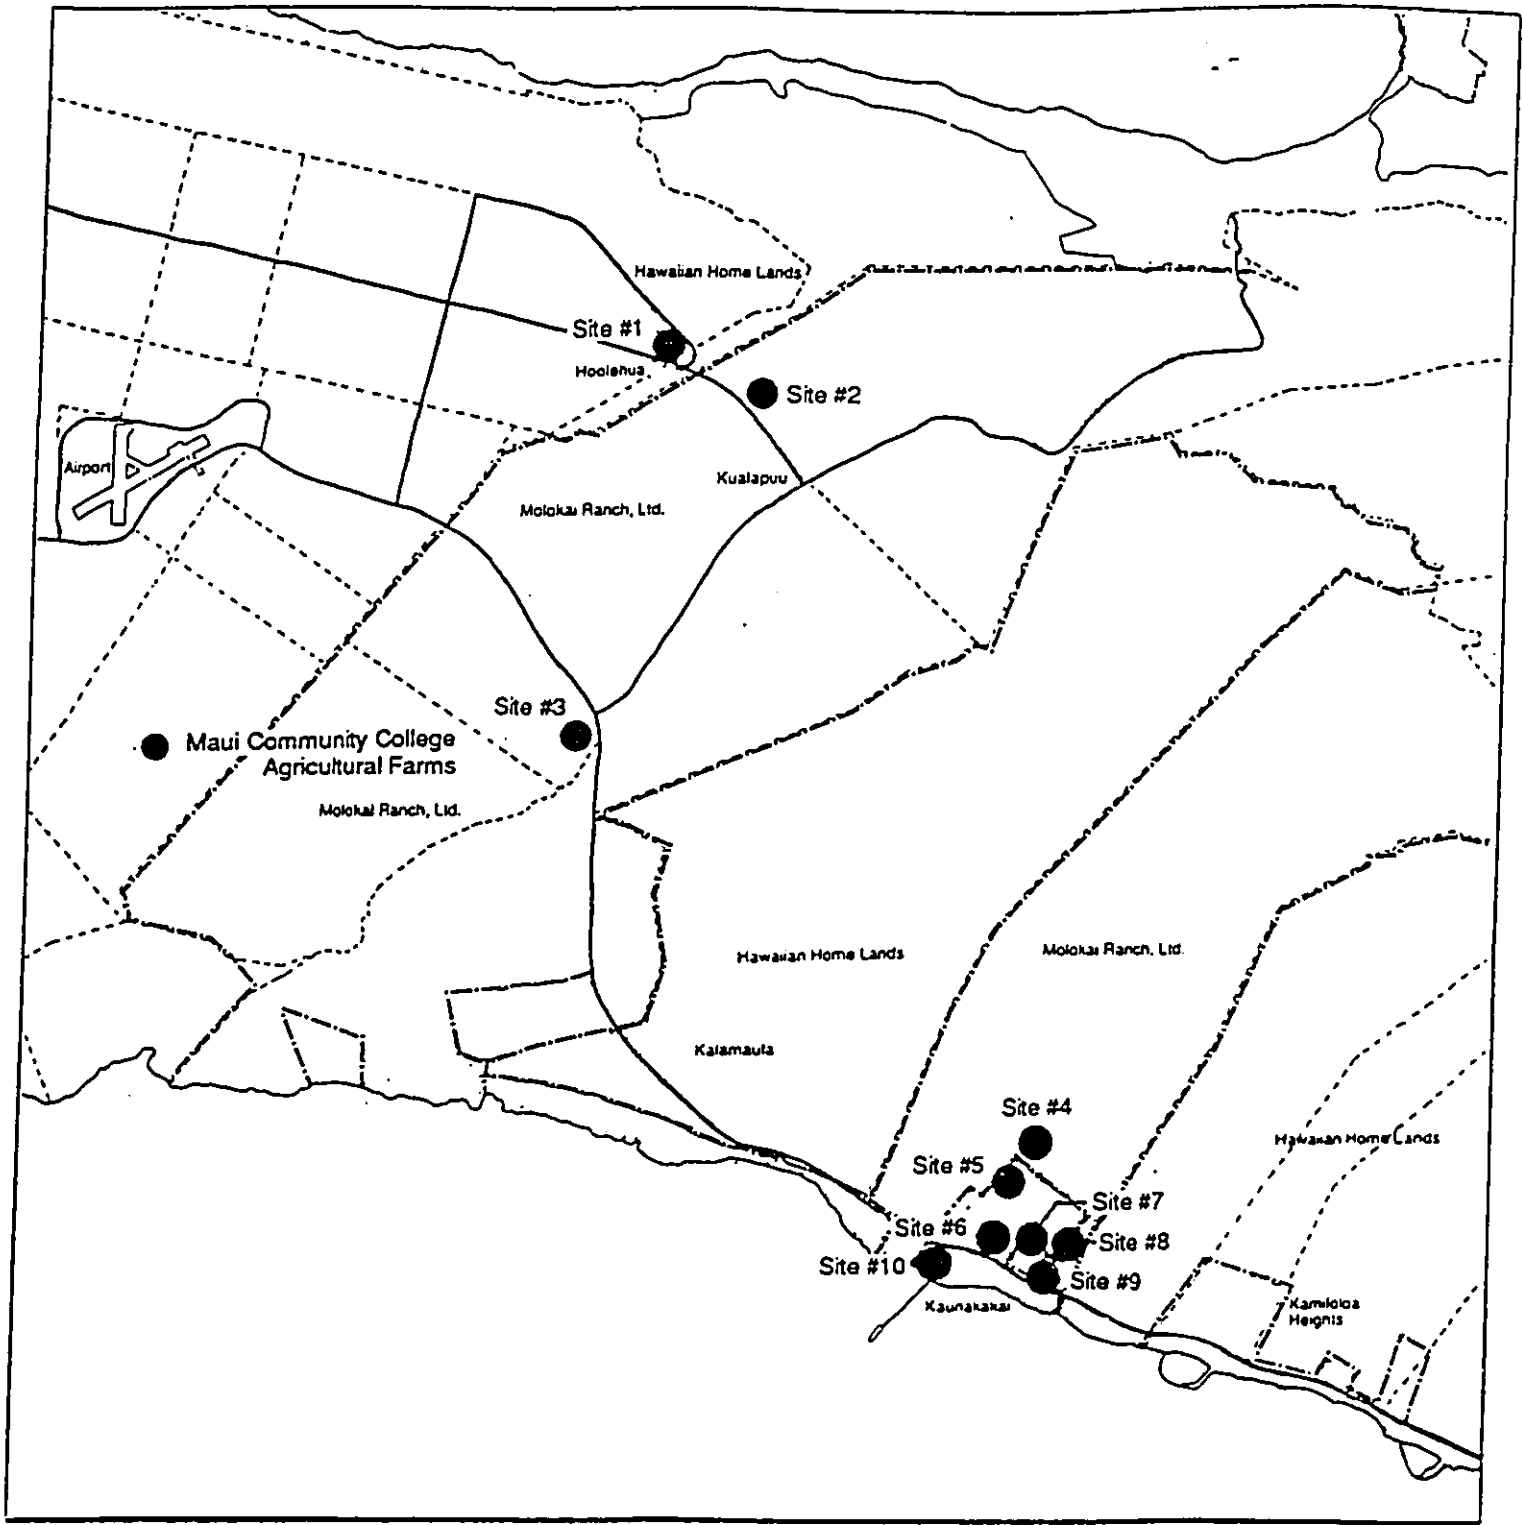 Hawaiian Home Lands
Site #1
Hoolehua
Site #2
Airport
Kualapuu
Molokai Ranch, Ltd.
Site #3
Maui Community College
Agricultural Farms
Molokai Ranch, Ltd.
Hawaiian Home Lands
Molokai Ranch, Ltd.
Kalamaula
Site #4
Hawaiian Home Lands
Site #5
Site #7
Site #6
Site #8
Site #10
Site #9
Kaunakakai
Kamiloloa
Heights